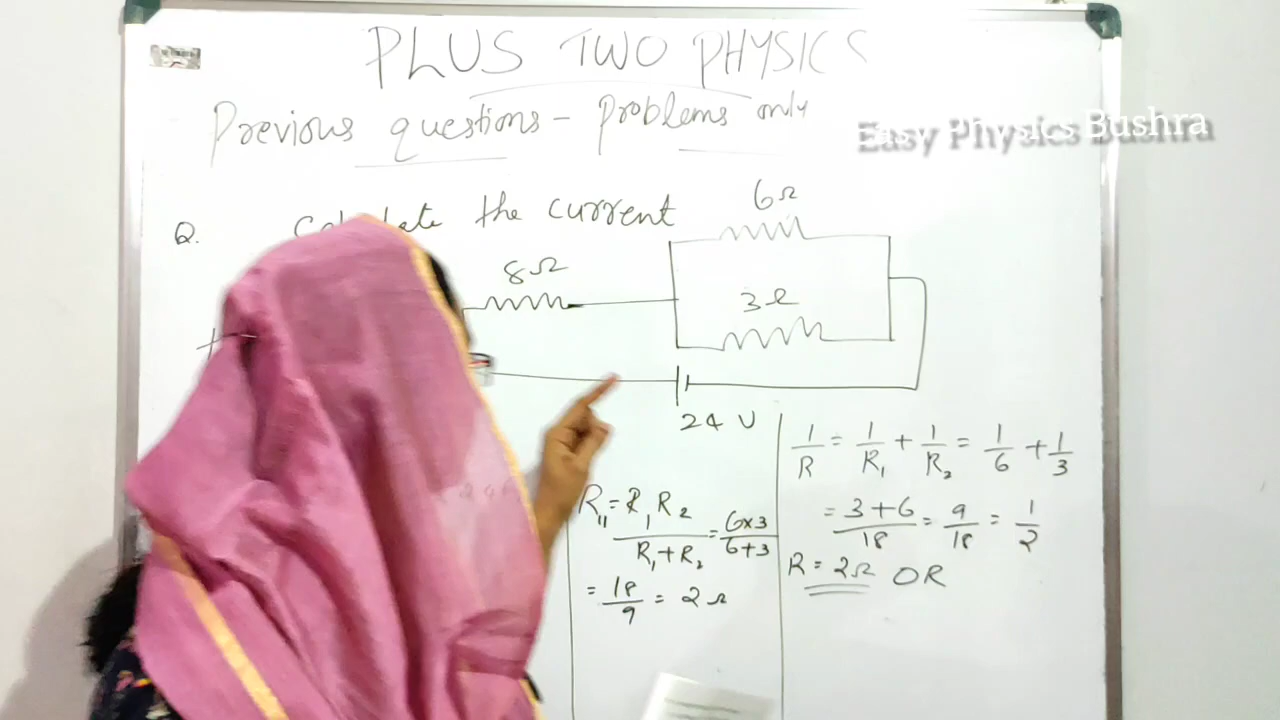 PLUS TWO PHYSICS
Previous questions - Problems only
Easy Physics Bushra
Q. Calculate the current
6Ω
8Ω
3Ω
24 V
1/R = 1/R₁ + 1/R₂ = 1/6 + 1/3
= 3+6/18 = 9/18 = 1/2
R = 2Ω OR
R₁₁ = R₁R₂/R₁+R₂ = 6x3/6+3
= 18/9 = 2Ω